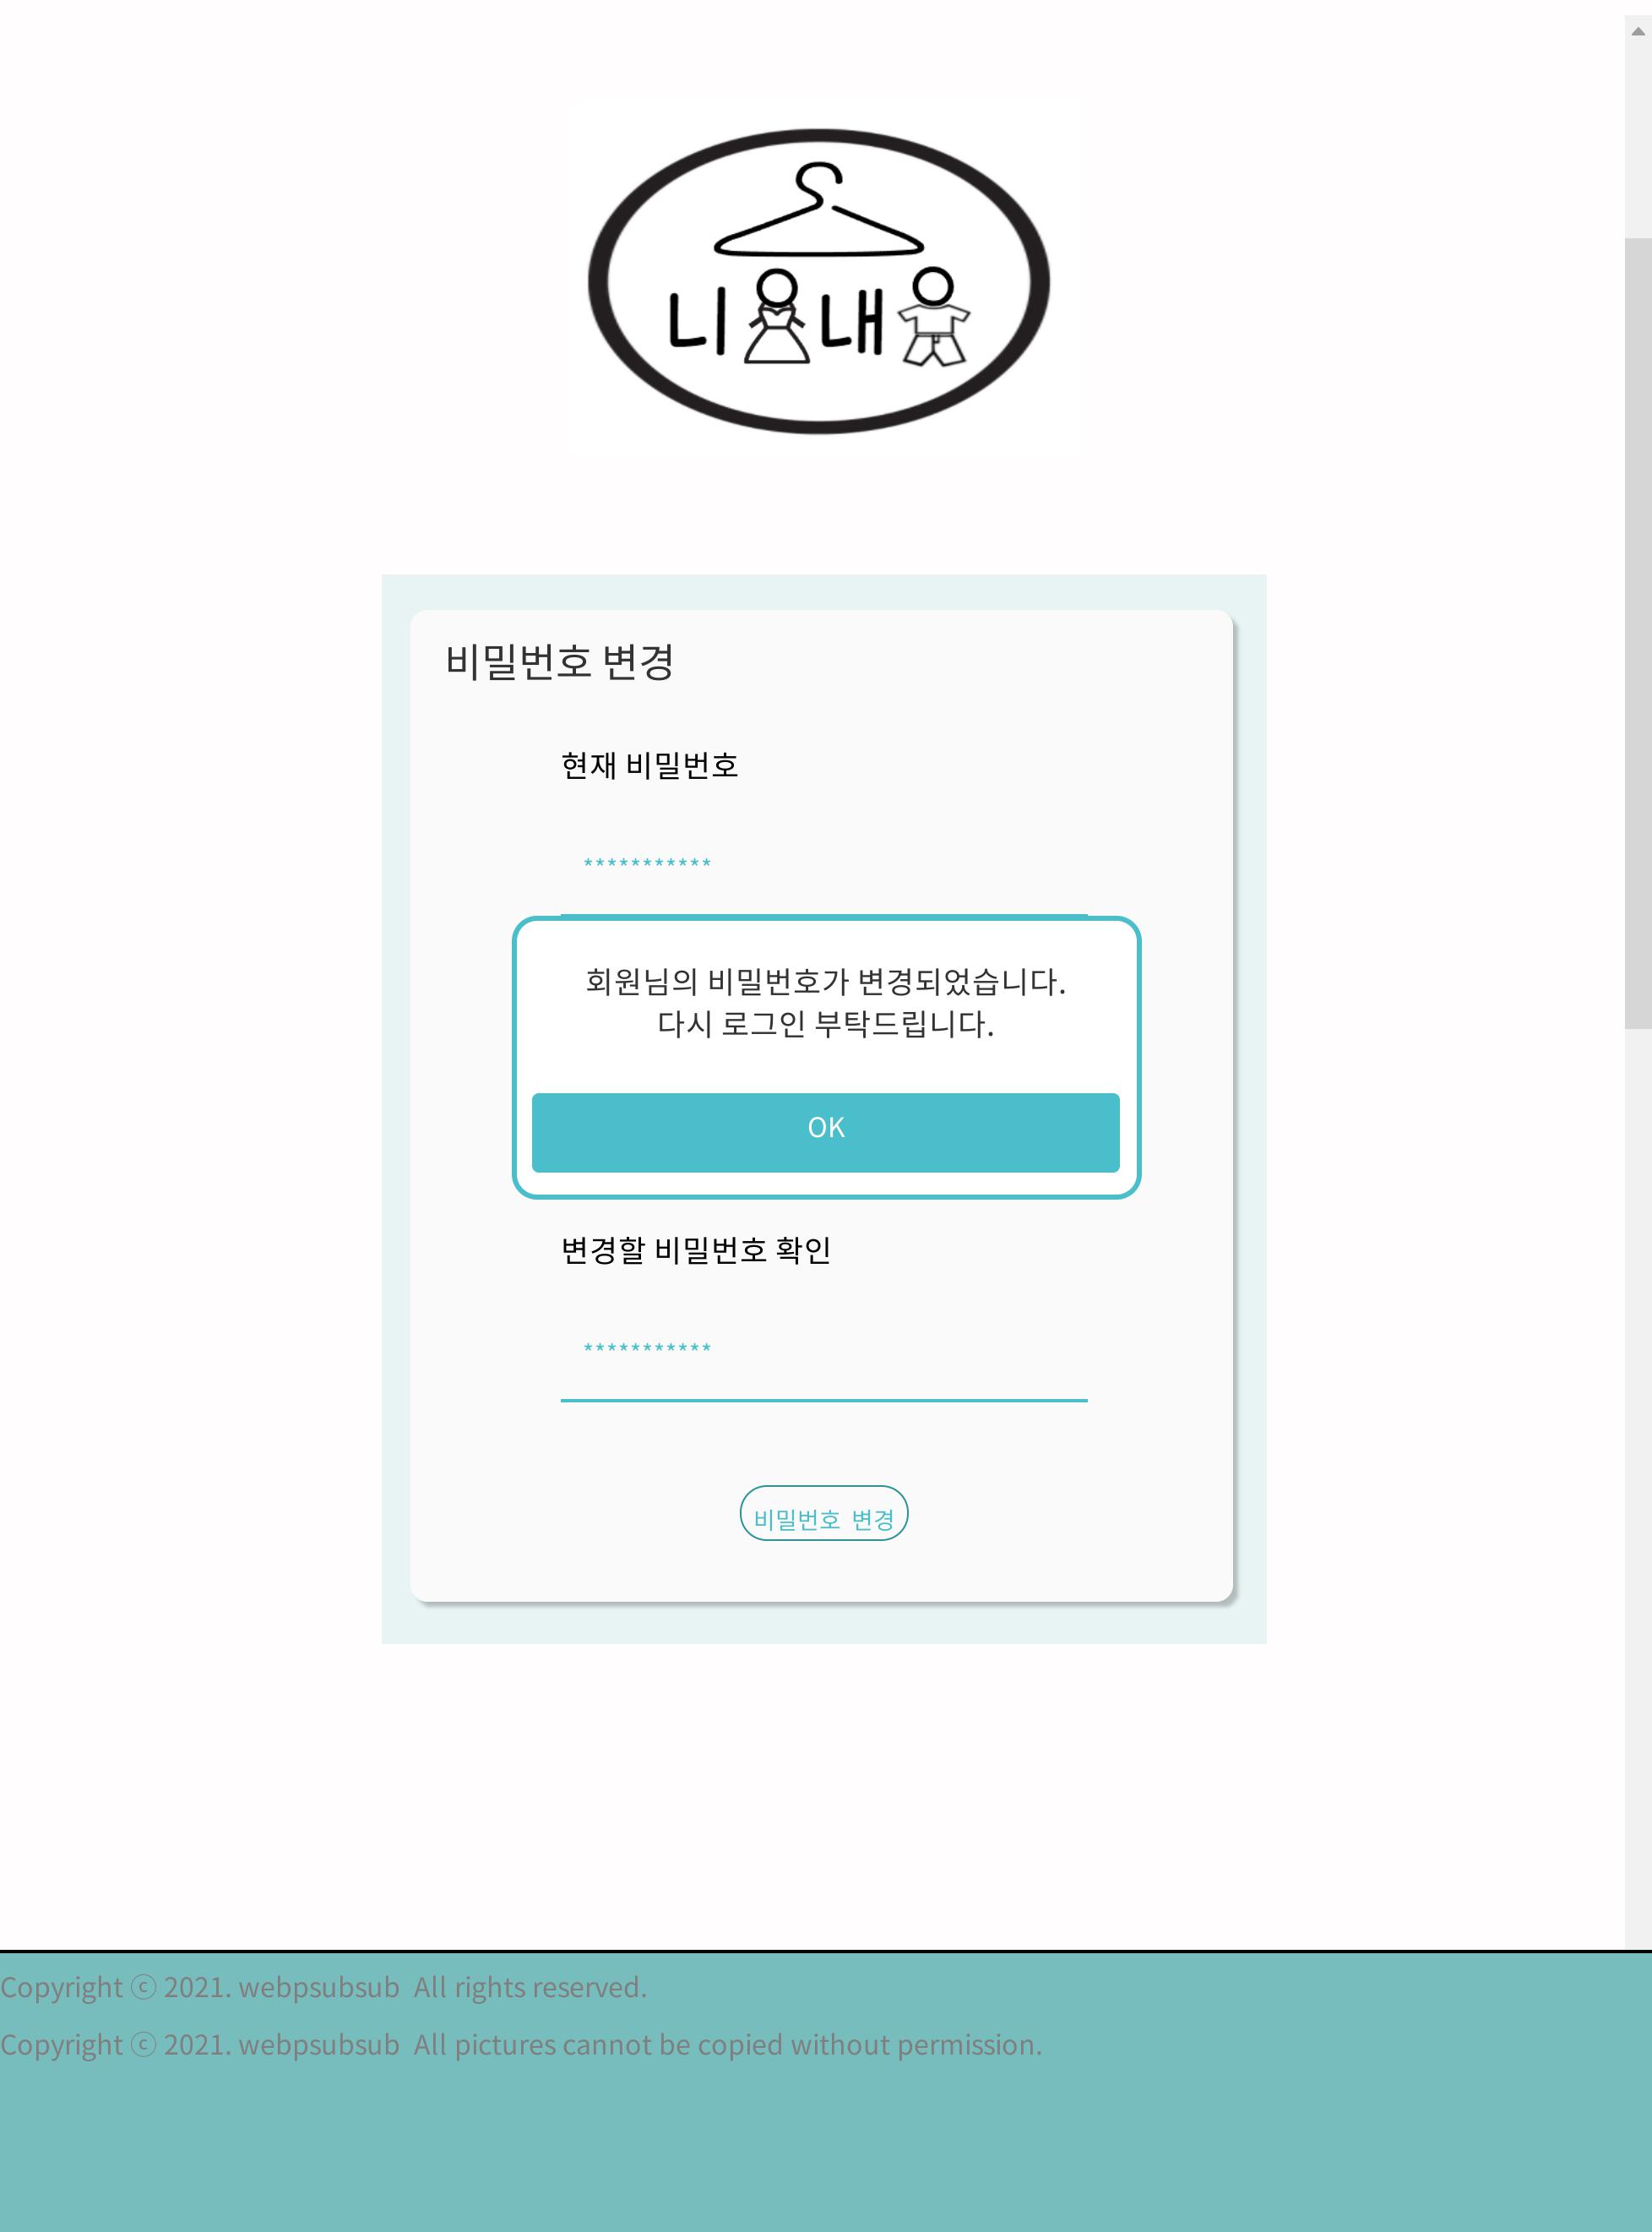 니옷내옷
비밀번호 변경
현재 비밀번호
***********
회원님의 비밀번호가 변경되었습니다.
다시 로그인 부탁드립니다.
OK
변경할 비밀번호 확인
***********
비밀번호 변경
Copyright ⓒ 2021. webpsubsub All rights reserved.
Copyright ⓒ 2021. webpsubsub All pictures cannot be copied without permission.